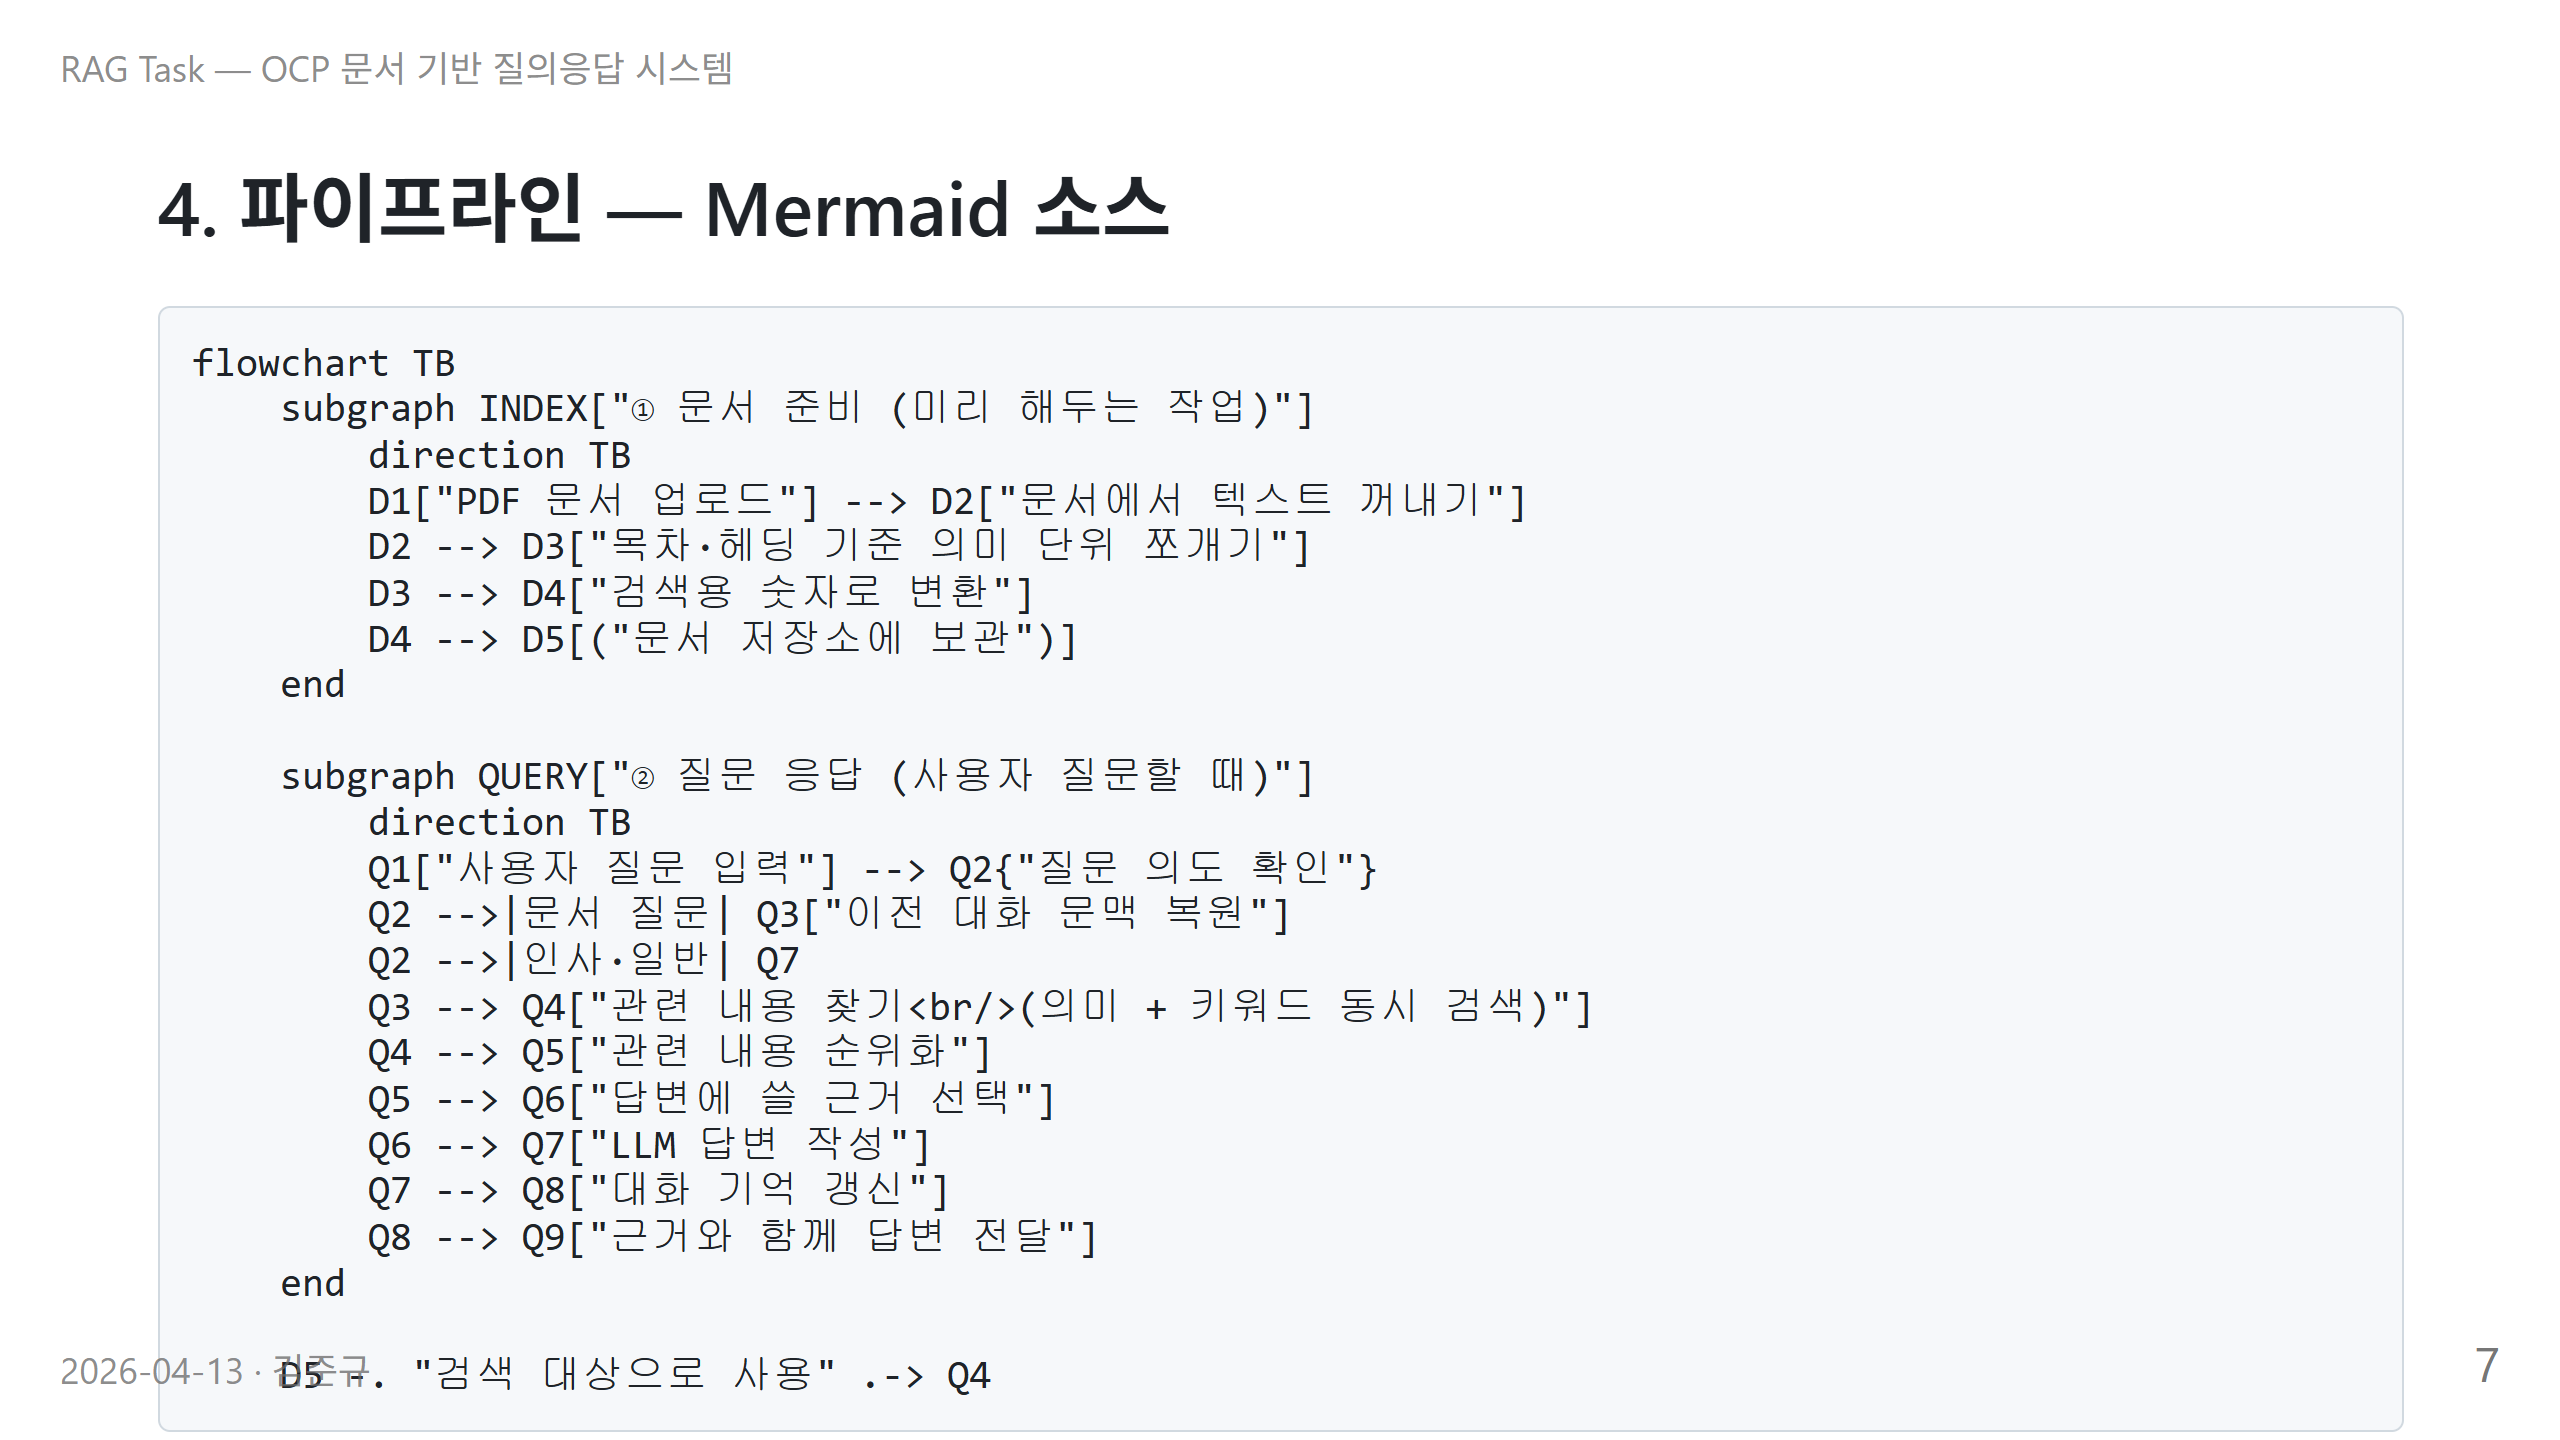 RAG Task — OCP 문서 기반 질의응답 시스템
4. 파이프라인 — Mermaid 소스
flowchart TB
    subgraph INDEX["① 문서 준비 (미리 해두는 작업)"]
        direction TB
        D1["PDF 문서 업로드"] --> D2["문서에서 텍스트 꺼내기"]
        D2 --> D3["목차·헤딩 기준 의미 단위 쪼개기"]
        D3 --> D4["검색용 숫자로 변환"]
        D4 --> D5[("문서 저장소에 보관")]
    end

    subgraph QUERY["② 질문 응답 (사용자 질문할 때)"]
        direction TB
        Q1["사용자 질문 입력"] --> Q2{"질문 의도 확인"}
        Q2 -->|문서 질문| Q3["이전 대화 문맥 복원"]
        Q2 -->|인사·일반| Q7
        Q3 --> Q4["관련 내용 찾기<br/>(의미 + 키워드 동시 검색)"]
        Q4 --> Q5["관련 내용 순위화"]
        Q5 --> Q6["답변에 쓸 근거 선택"]
        Q6 --> Q7["LLM 답변 작성"]
        Q7 --> Q8["대화 기억 갱신"]
        Q8 --> Q9["근거와 함께 답변 전달"]
    end

    D5 -. "검색 대상으로 사용" .-> Q4
2026-04-13 · 김준규
7